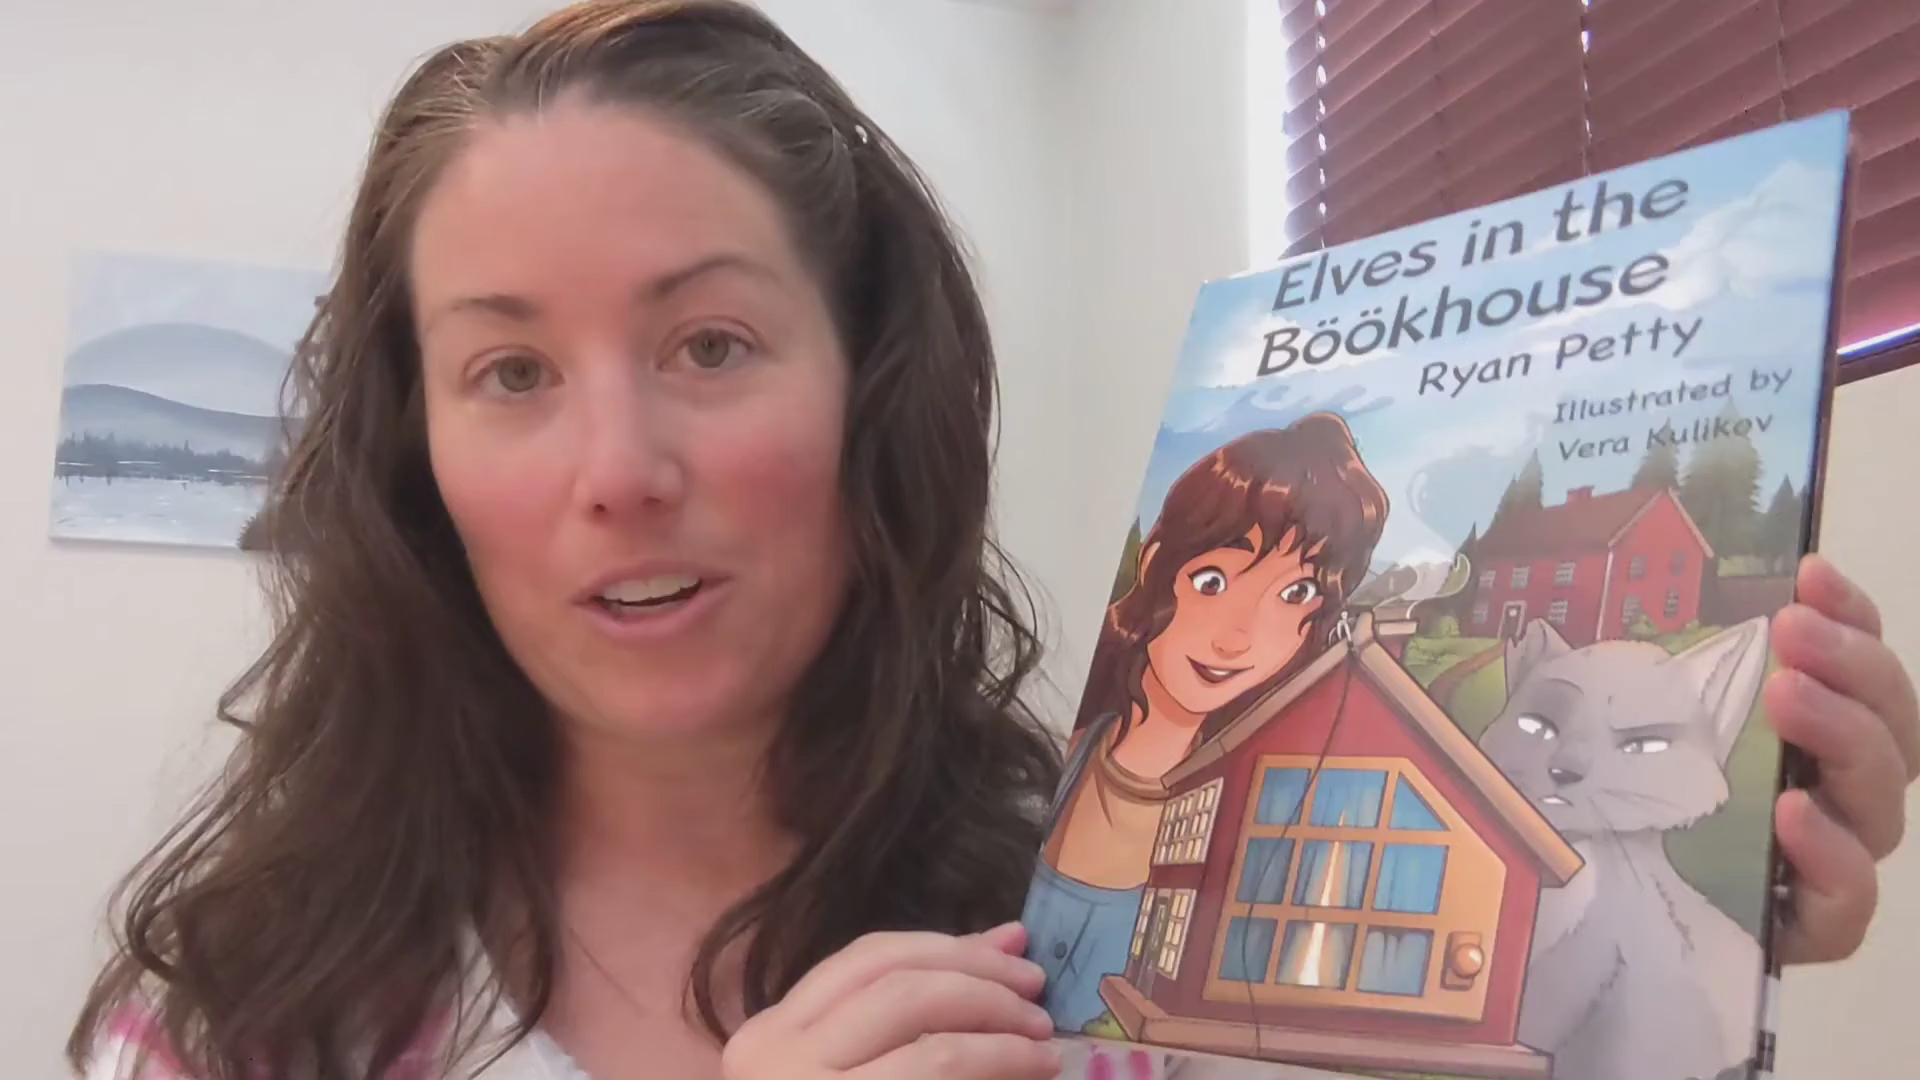 Elves in the
Böökhouse
Ryan Petty
Illustrated by
Vera Kulikov